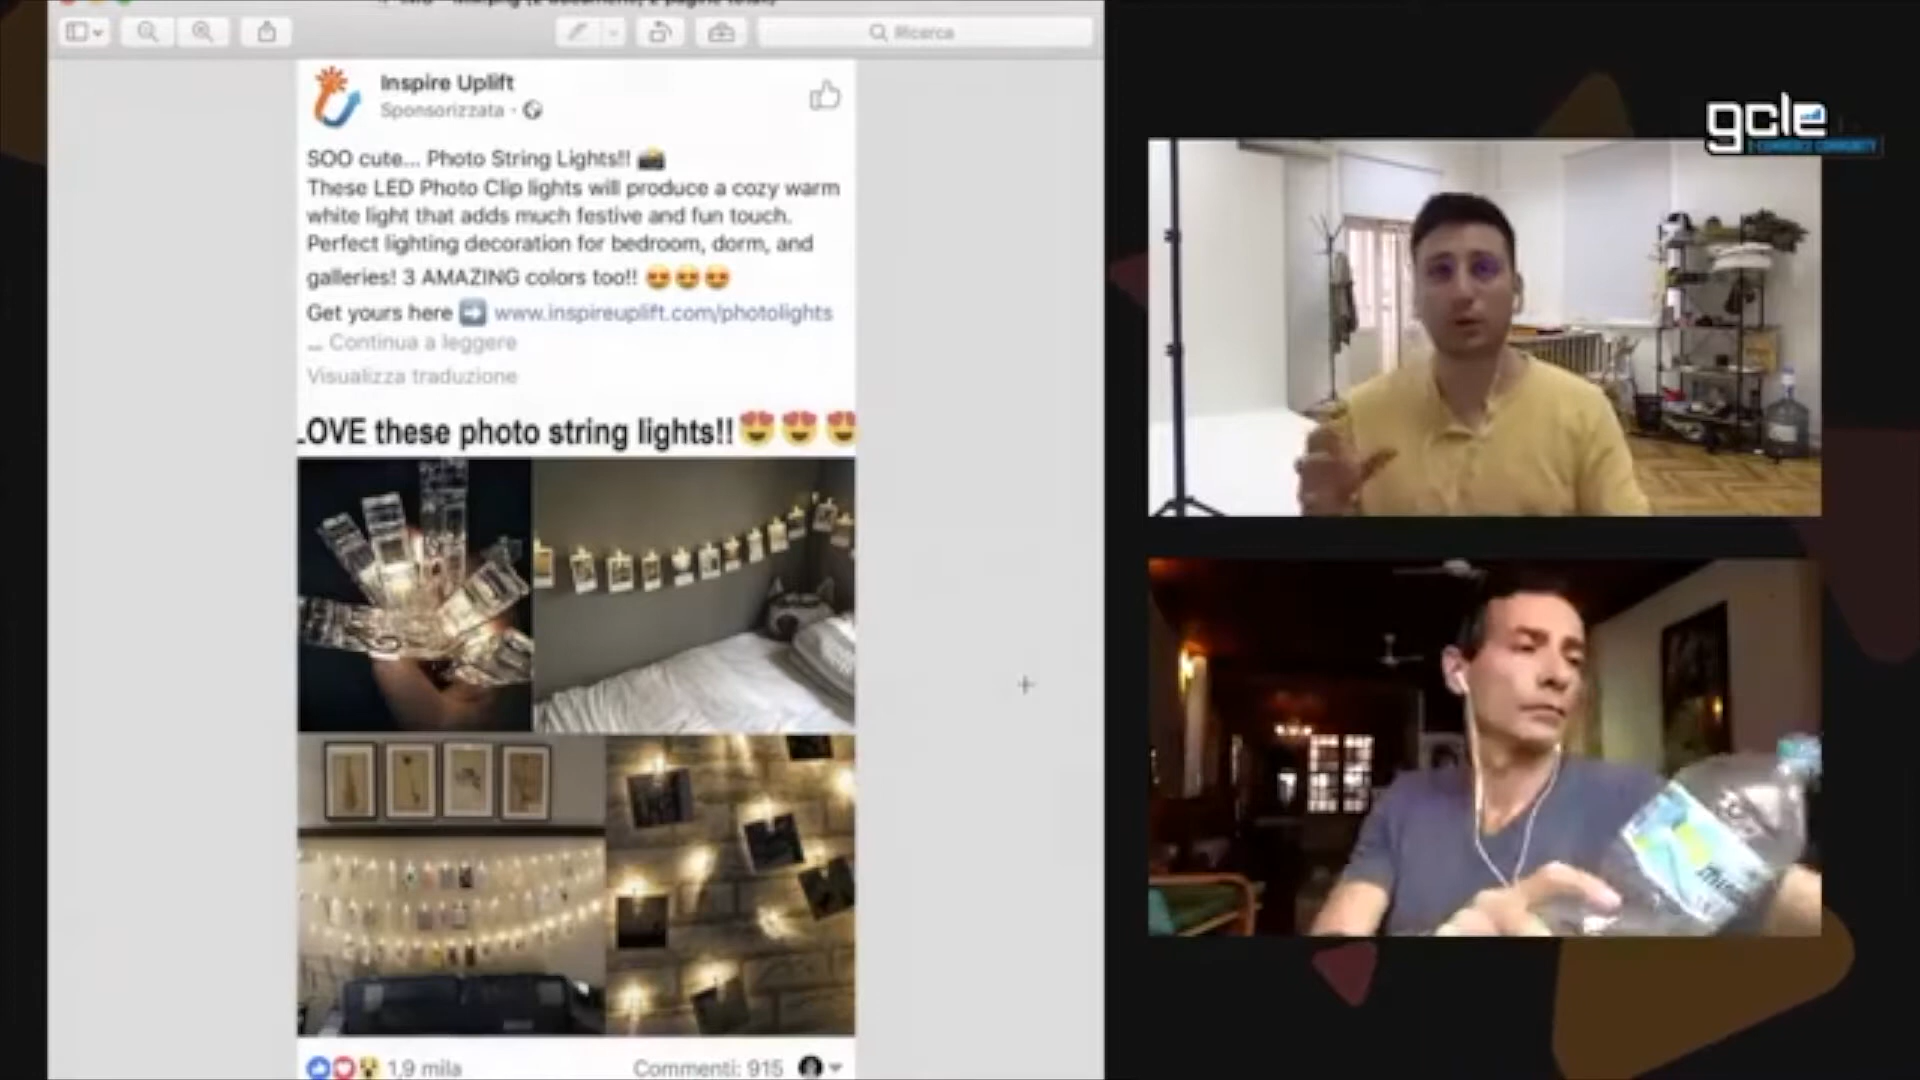 Ricerca
Inspire Uplift
Sponsorizzata
SOO cute... Photo String Lights!!
These LED Photo Clip lights will produce a cozy warm
white light that adds much festive and fun touch.
Perfect lighting decoration for bedroom, dorm, and
galleries! 3 AMAZING colors too!!
Get yours here www.inspireuplift.com/photolights
... Continua a leggere
Visualizza traduzione
LOVE these photo string lights!!
1,9 mila
Commenti: 915
gcle
E-COMMERCE COMMUNITY